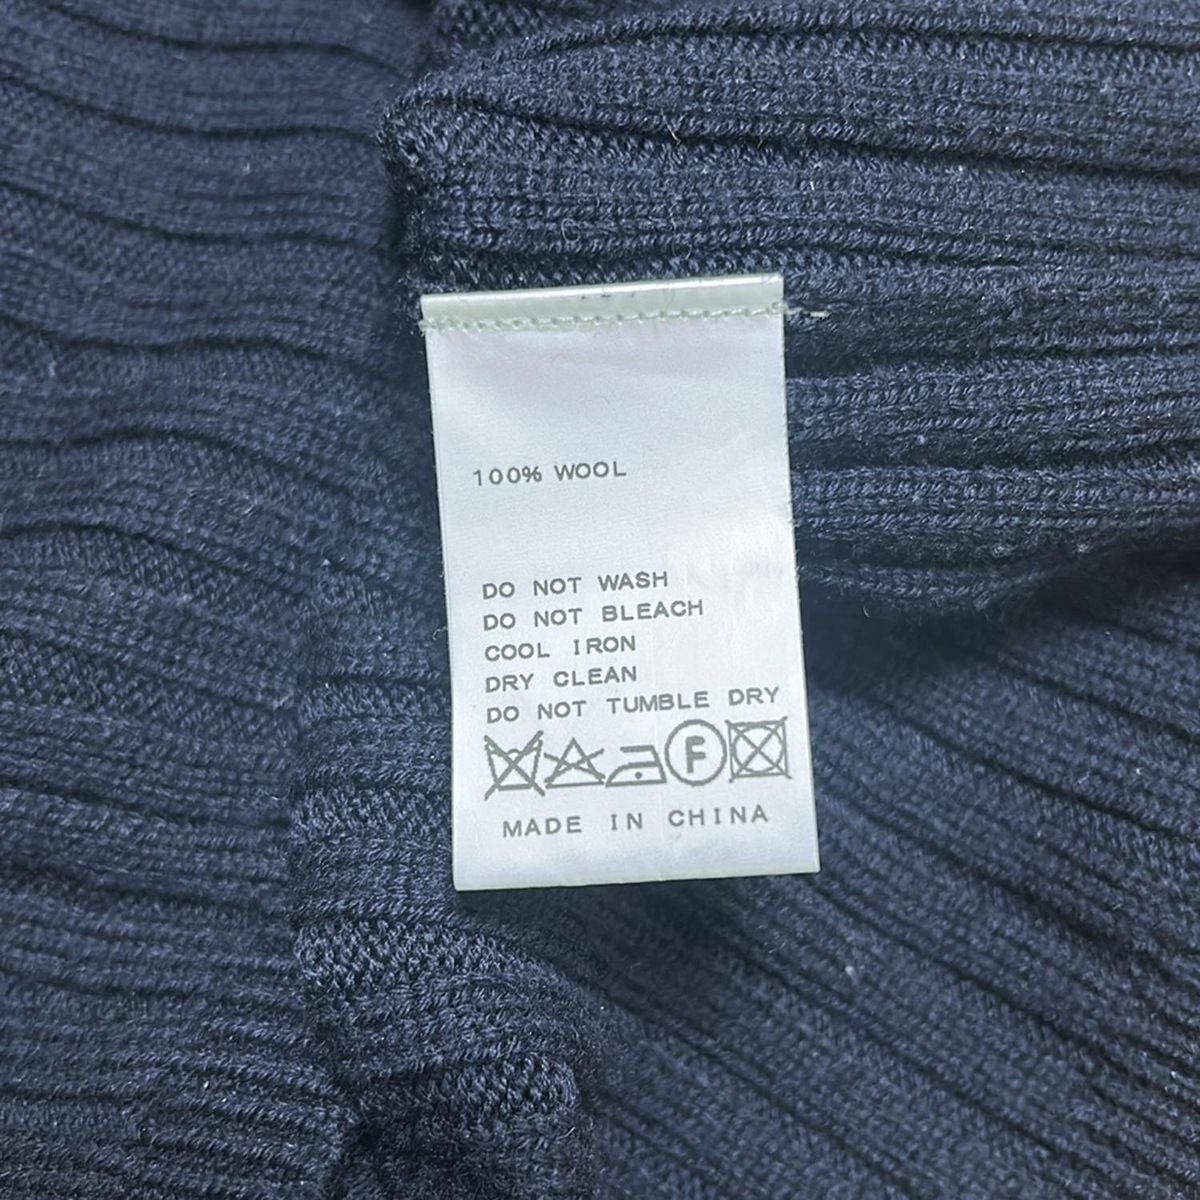 100% WOOL
DO NOT WASH
DO NOT BLEACH
COOL IRON
DRY CLEAN
DO NOT TUMBLE DRY
F
MADE IN CHINA